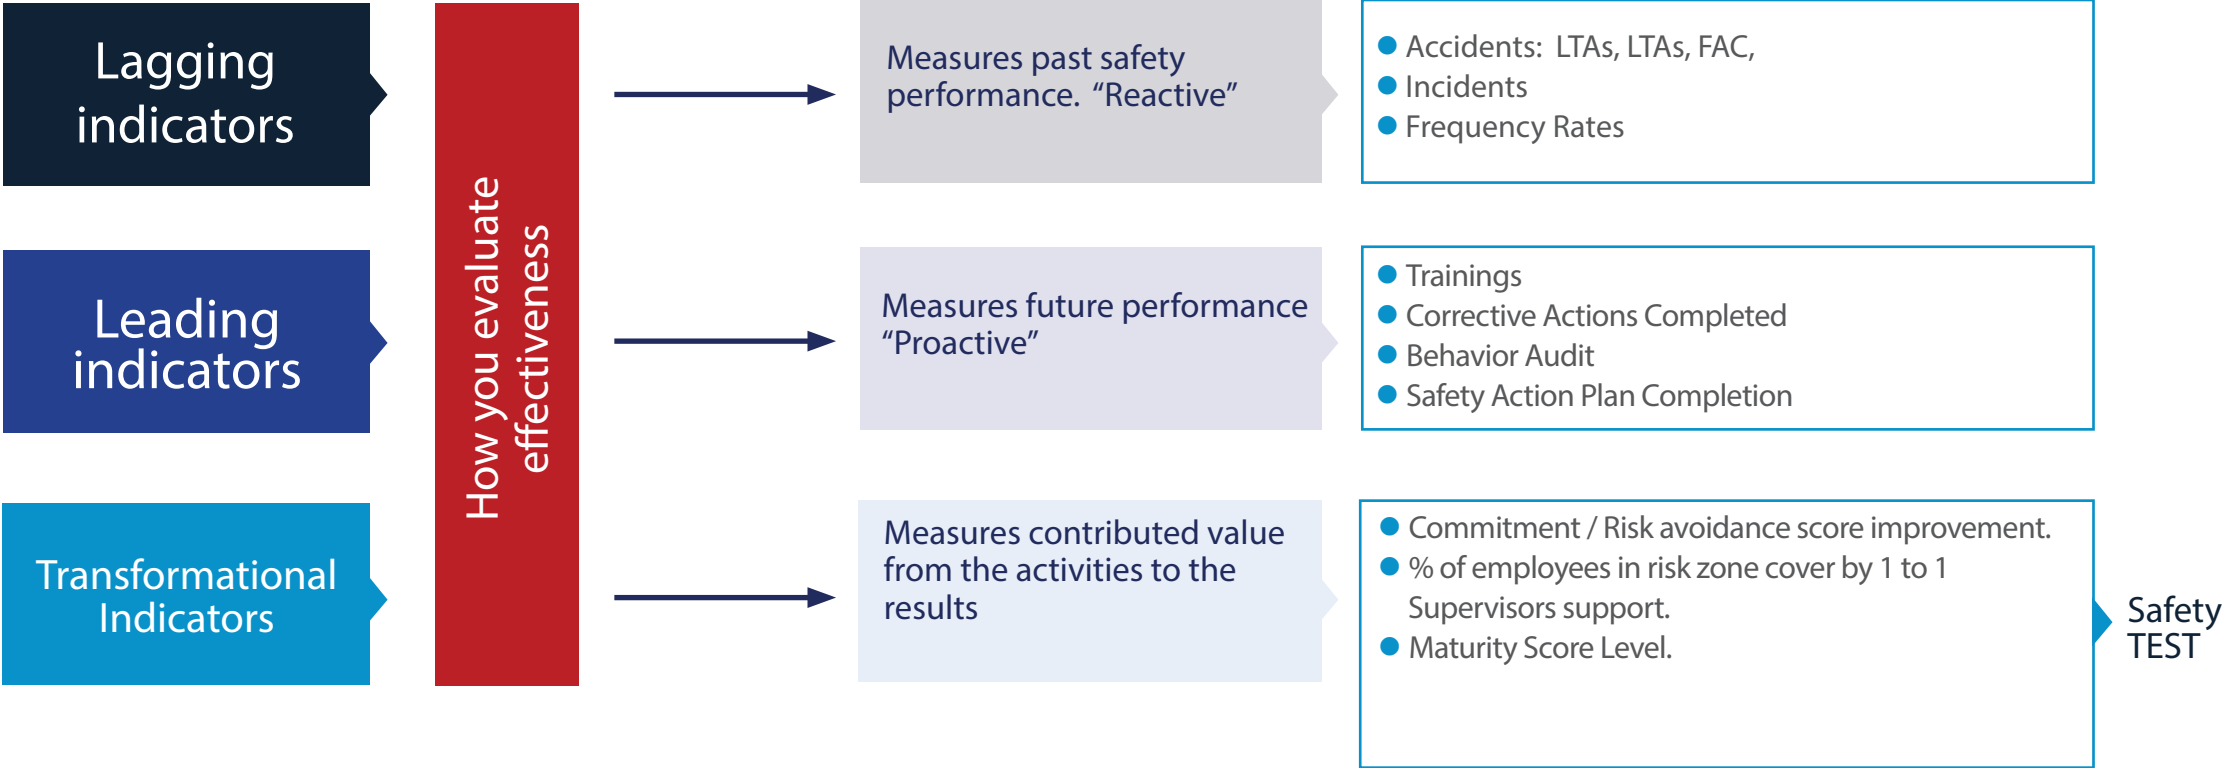 Lagging
indicators
How you evaluate
effectiveness
Measures past safety
performance. “Reactive”
Accidents: LTAs, LTAs, FAC,
Incidents
Frequency Rates
Leading
indicators
Measures future performance
“Proactive”
Trainings
Corrective Actions Completed
Behavior Audit
Safety Action Plan Completion
Transformational
Indicators
Measures contributed value
from the activities to the
results
Commitment / Risk avoidance score improvement.
% of employees in risk zone cover by 1 to 1
Supervisors support.
Maturity Score Level.
Safety
TEST